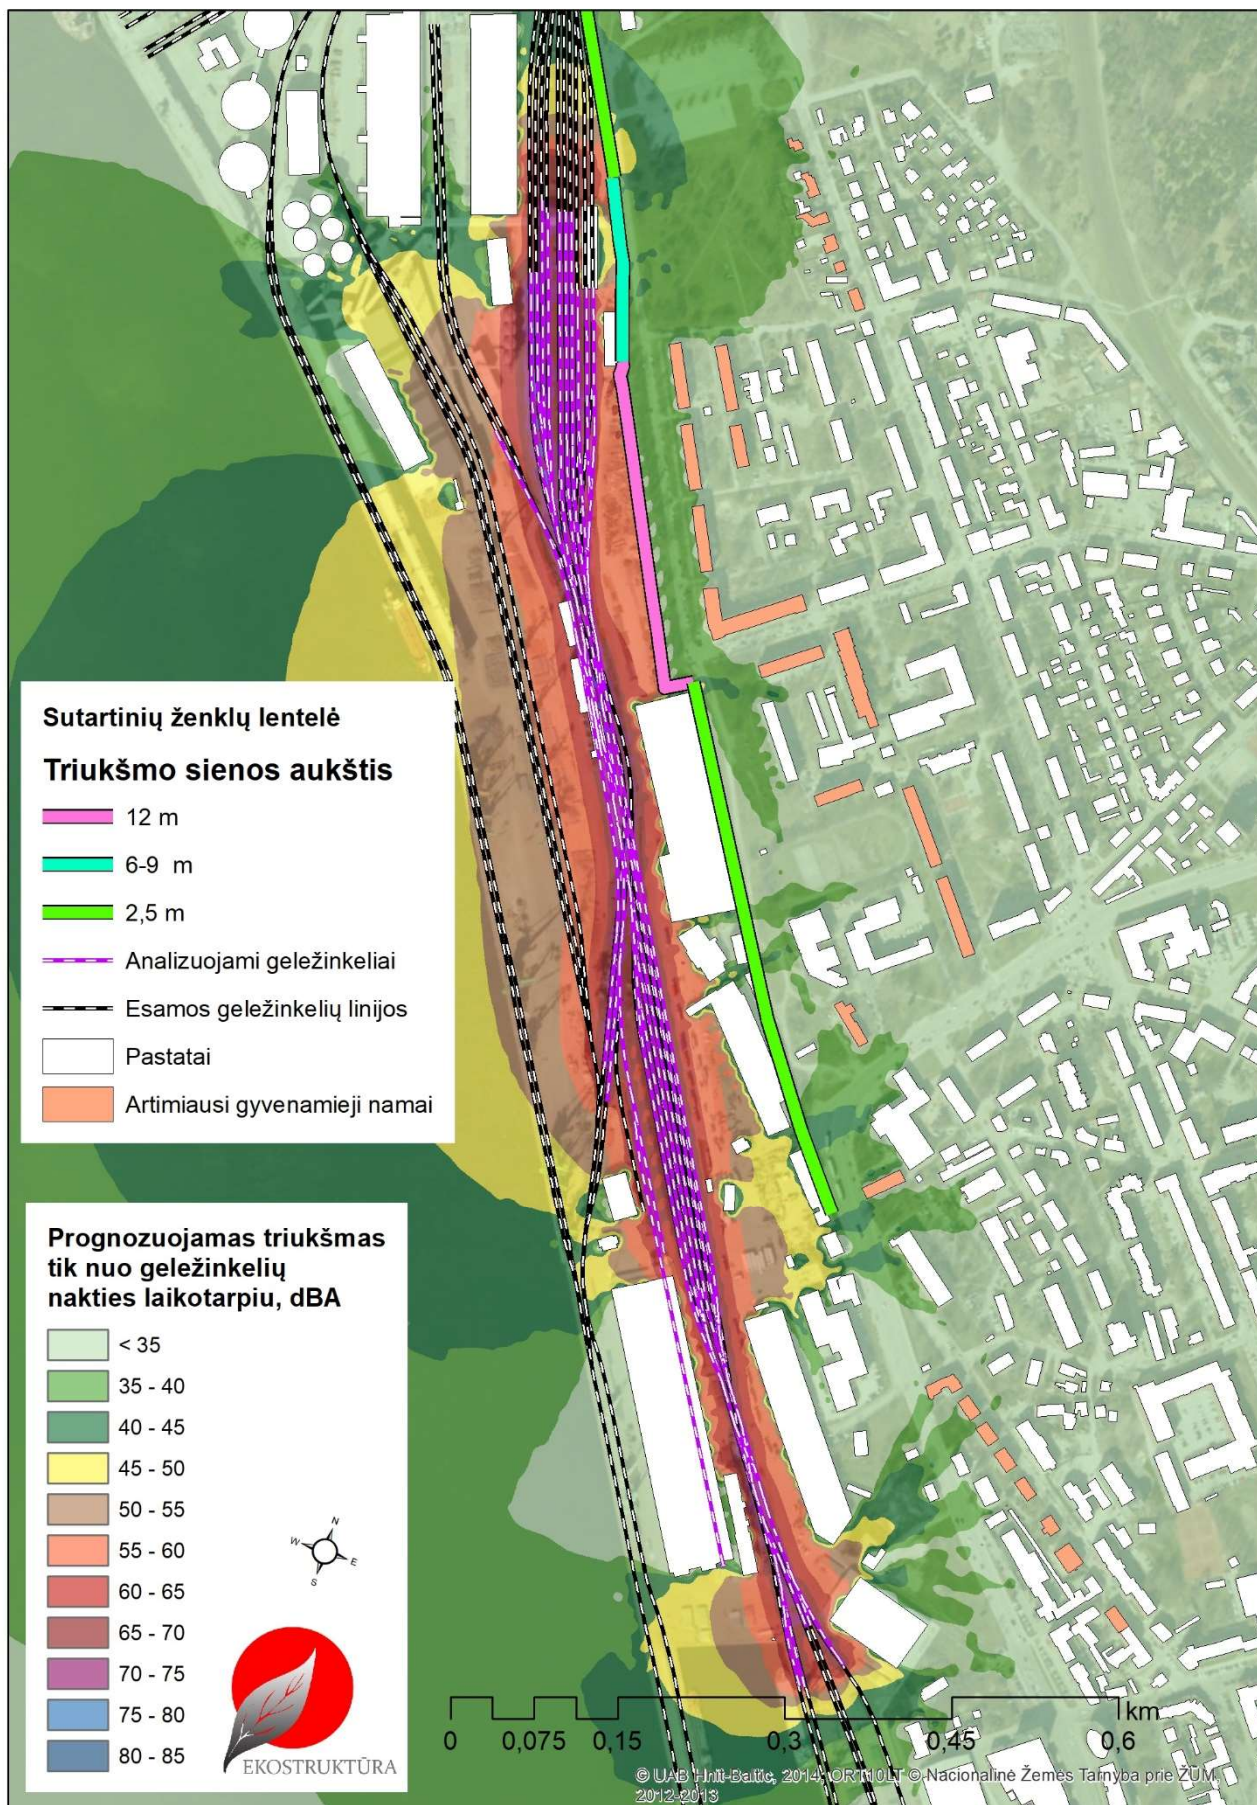 Sutartinių ženklų lentelė
Triukšmo sienos aukštis
12 m
6-9 m
2,5 m
Analizuojami geležinkeliai
Esamos geležinkelių linijos
Pastatai
Artimiausi gyvenamieji namai
Prognozuojamas triukšmas
tik nuo geležinkelių
nakties laikotarpiu, dBA
< 35
35 - 40
40 - 45
45 - 50
50 - 55
55 - 60
60 - 65
65 - 70
70 - 75
75 - 80
80 - 85
N
W
E
S
EKOSTRUKTŪRA
km
0 0,075 0,15 0,3 0,45 0,6
© UAB Hnit-Baltic, 2014, ORT10LT © Nacionalinė Žemės Tarnyba prie ŽŪM,
2012-2013